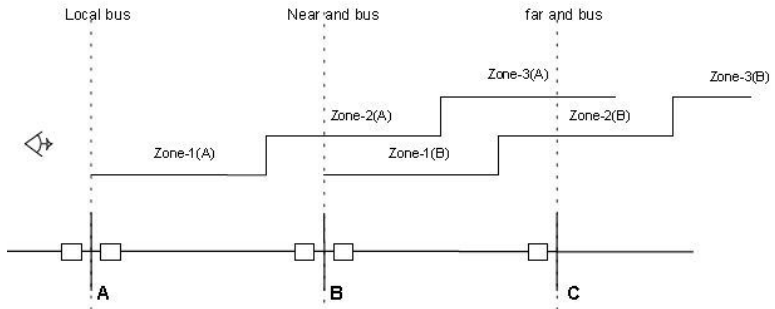 Local bus
Near and bus
far and bus
Zone-3(A)
Zone-3(B)
Zone-2(A)
Zone-2(B)
Zone-1(A)
Zone-1(B)
A
B
C